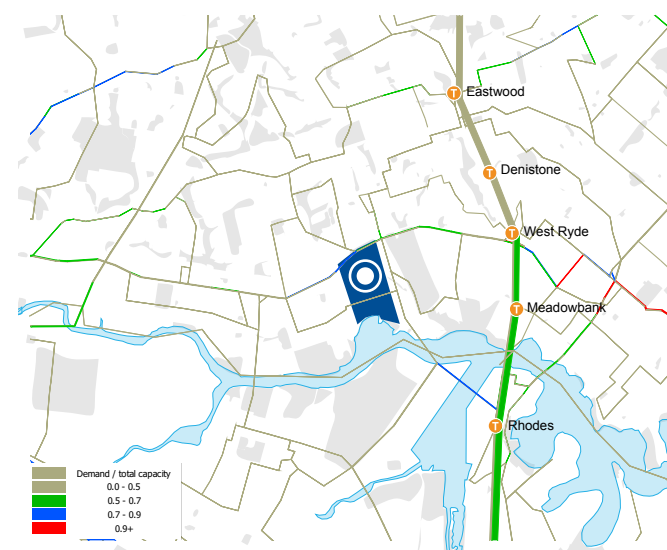 T Eastwood
T Denistone
T West Ryde
T Meadowbank
T Rhodes
Demand / total capacity
0.0 - 0.5
0.5 - 0.7
0.7 - 0.9
0.9+